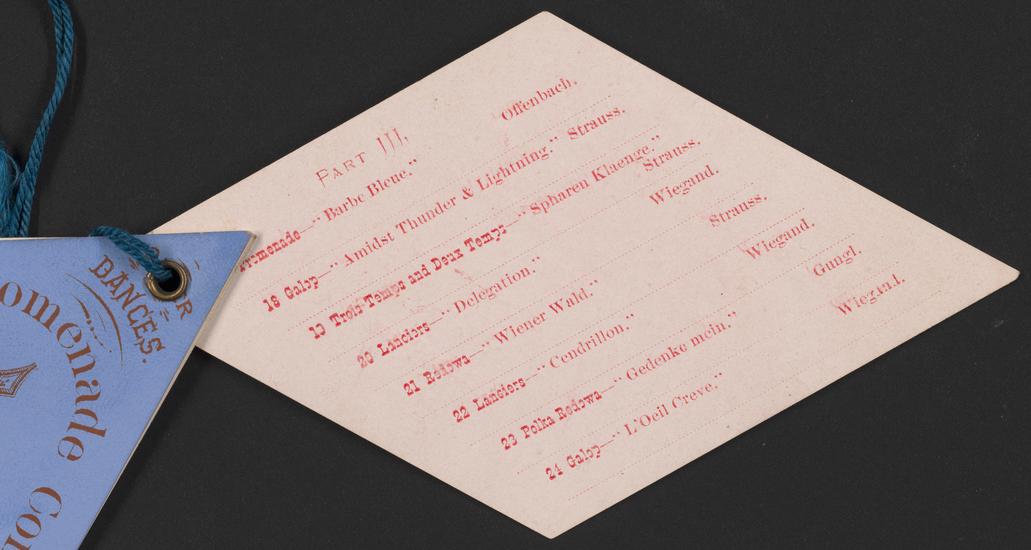 PART III.
Promenade—"Barbe Bleue." Offenbach.
18 Galop—"Amidst Thunder & Lightning." Strauss.
19 Trois-Temps and Deux Temps—"Spharen Klaenge." Strauss.
20 Lanciers—"Delegation." Wiegand.
21 Redowa—"Wiener Wald." Strauss.
22 Lanciers—"Cendrillon." Wiegand.
23 Polka Redowa—"Gedenke mein." Gungl.
24 Galop—"L'Oeil Creve." Wiegand.
DANCES.
omenade Con